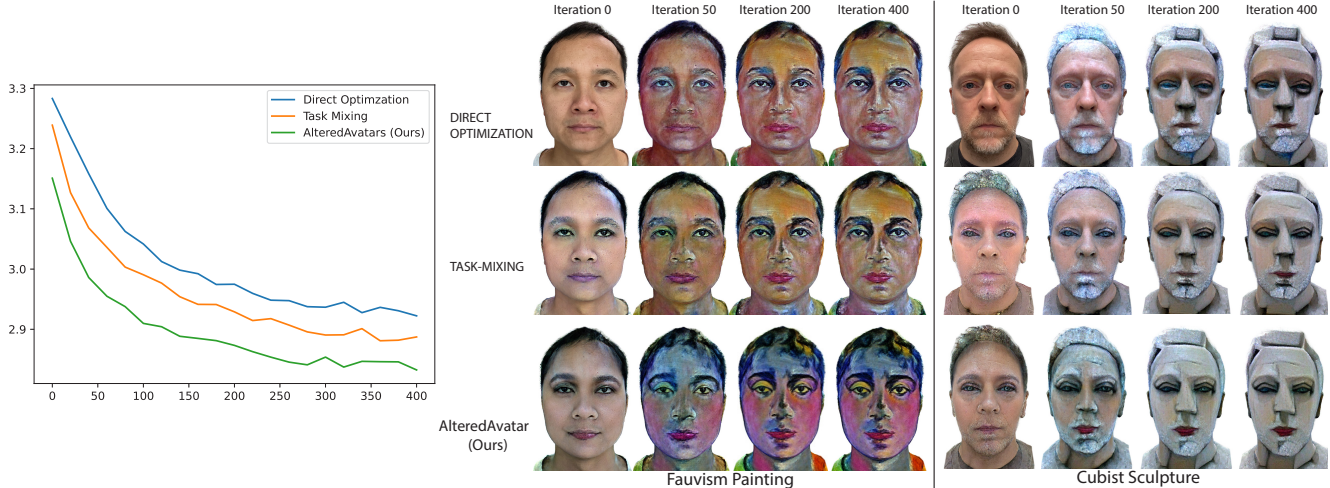 3.3
3.2
3.1
3.0
2.9
0
50
100
150
200
250
300
350
400
Direct Optimzation
Task Mixing
AlteredAvatars (Ours)
Iteration 0
Iteration 50
Iteration 200
Iteration 400
Iteration 0
Iteration 50
Iteration 200
Iteration 400
DIRECT
OPTIMIZATION
TASK-MIXING
AlteredAvatar
(Ours)
Fauvism Painting
Cubist Sculpture